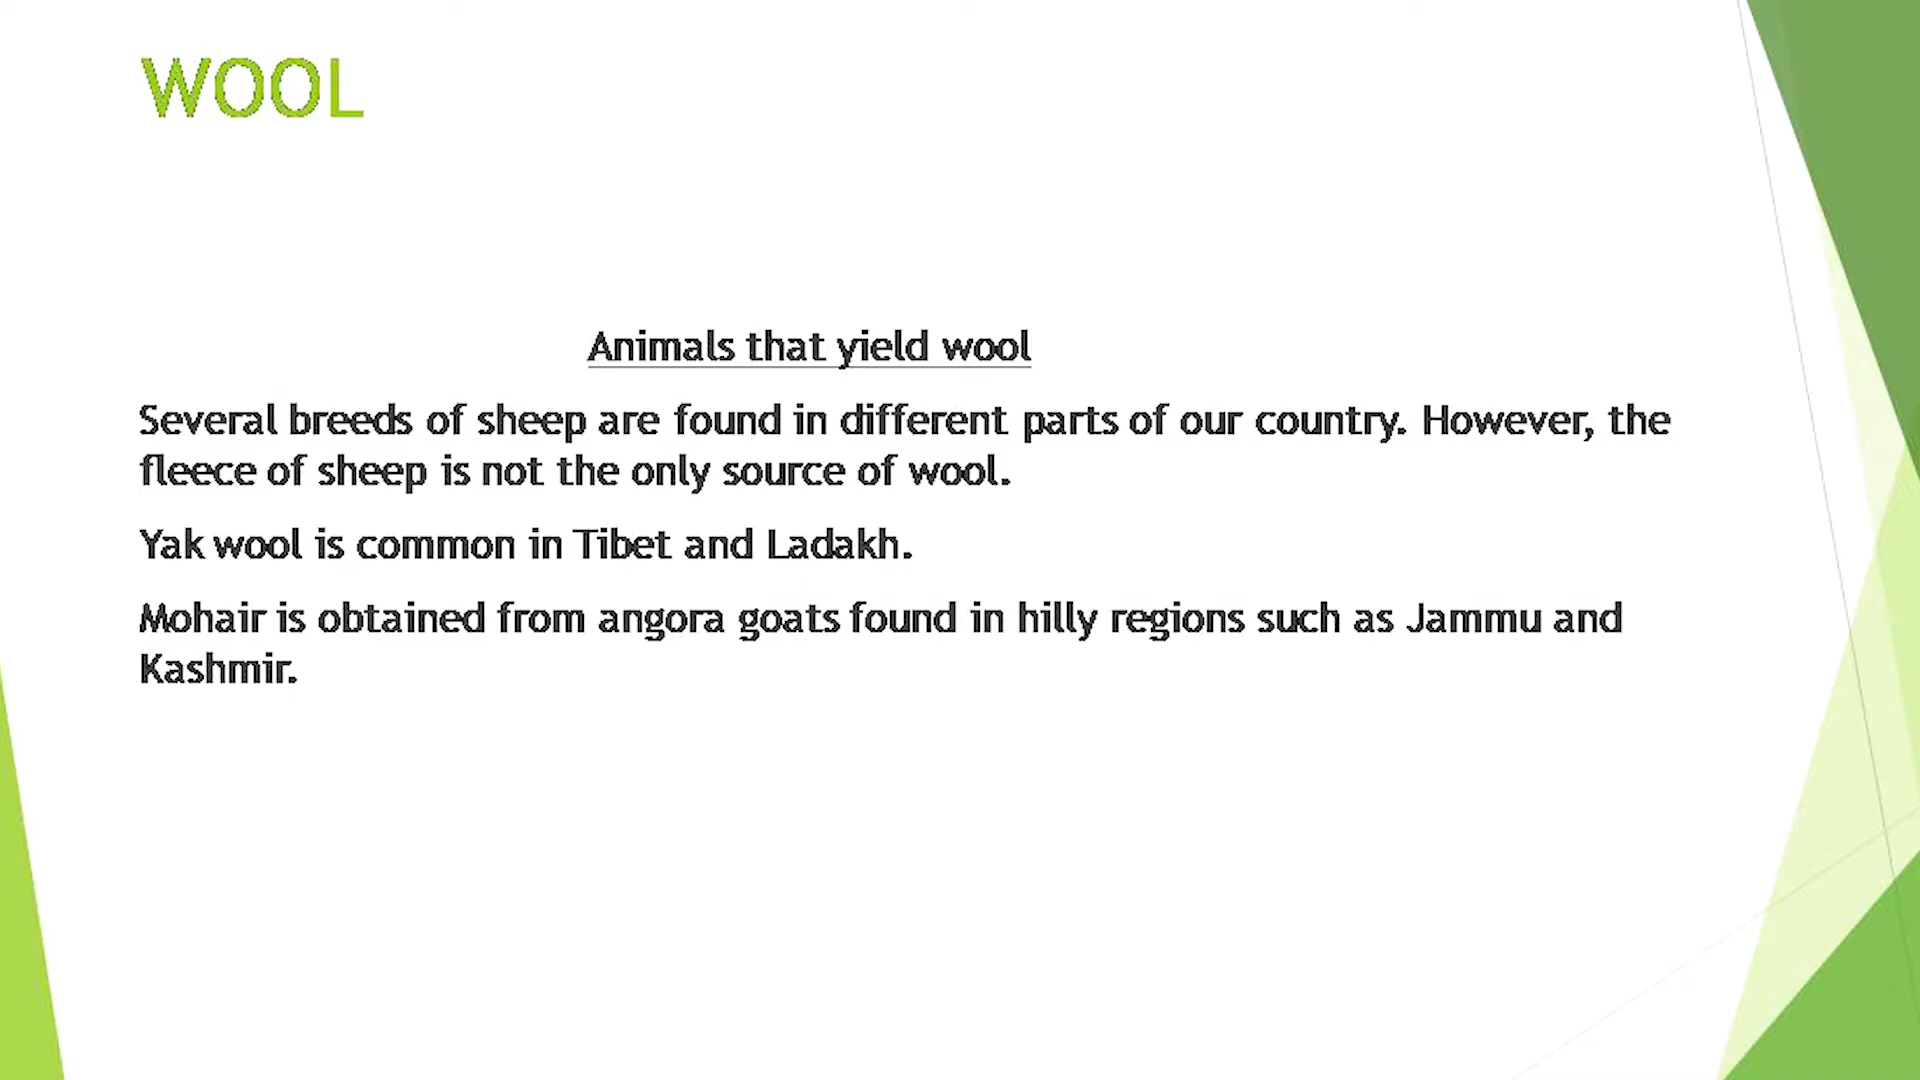 WOOL
Animals that yield wool
Several breeds of sheep are found in different parts of our country. However, the
fleece of sheep is not the only source of wool.
Yak wool is common in Tibet and Ladakh.
Mohair is obtained from angora goats found in hilly regions such as Jammu and
Kashmir.